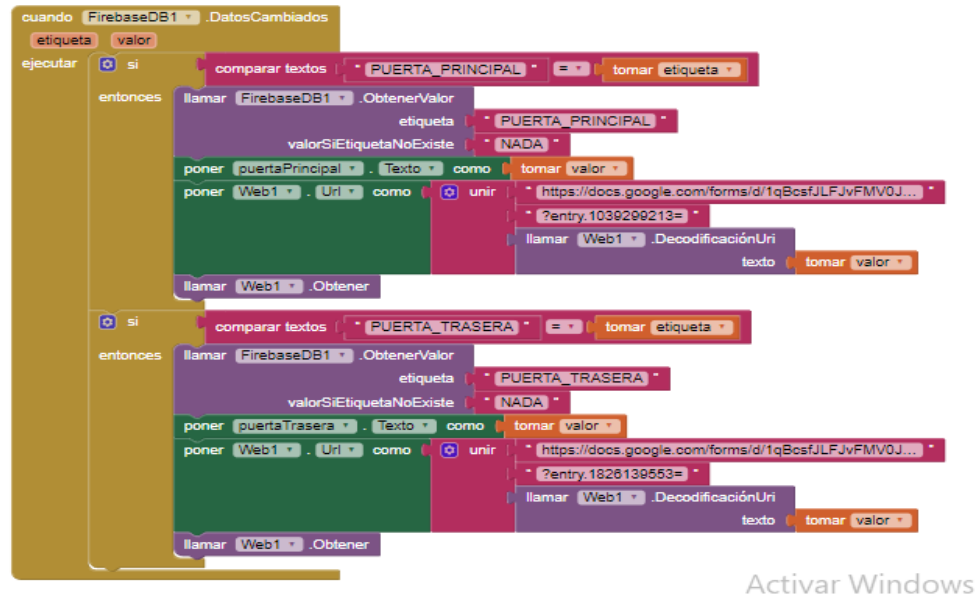 cuando FirebaseDB1 .DatosCambiados
etiqueta valor
ejecutar si comparar textos " PUERTA_PRINCIPAL " = tomar etiqueta
entonces llamar FirebaseDB1 .ObtenerValor
etiqueta " PUERTA_PRINCIPAL "
valorSiEtiquetaNoExiste " NADA "
poner puertaPrincipal . Texto como tomar valor
poner Web1 . Url como unir " https://docs.google.com/forms/d/1qBcsfJLFJvFMV0J... "
" ?entry.1039299213= "
llamar Web1 .DecodificaciónUri
texto tomar valor
llamar Web1 .Obtener
si comparar textos " PUERTA_TRASERA " = tomar etiqueta
entonces llamar FirebaseDB1 .ObtenerValor
etiqueta " PUERTA_TRASERA "
valorSiEtiquetaNoExiste " NADA "
poner puertaTrasera . Texto como tomar valor
poner Web1 . Url como unir " https://docs.google.com/forms/d/1qBcsfJLFJvFMV0J... "
" ?entry.1826139553= "
llamar Web1 .DecodificaciónUri
texto tomar valor
llamar Web1 .Obtener
Activar Windows